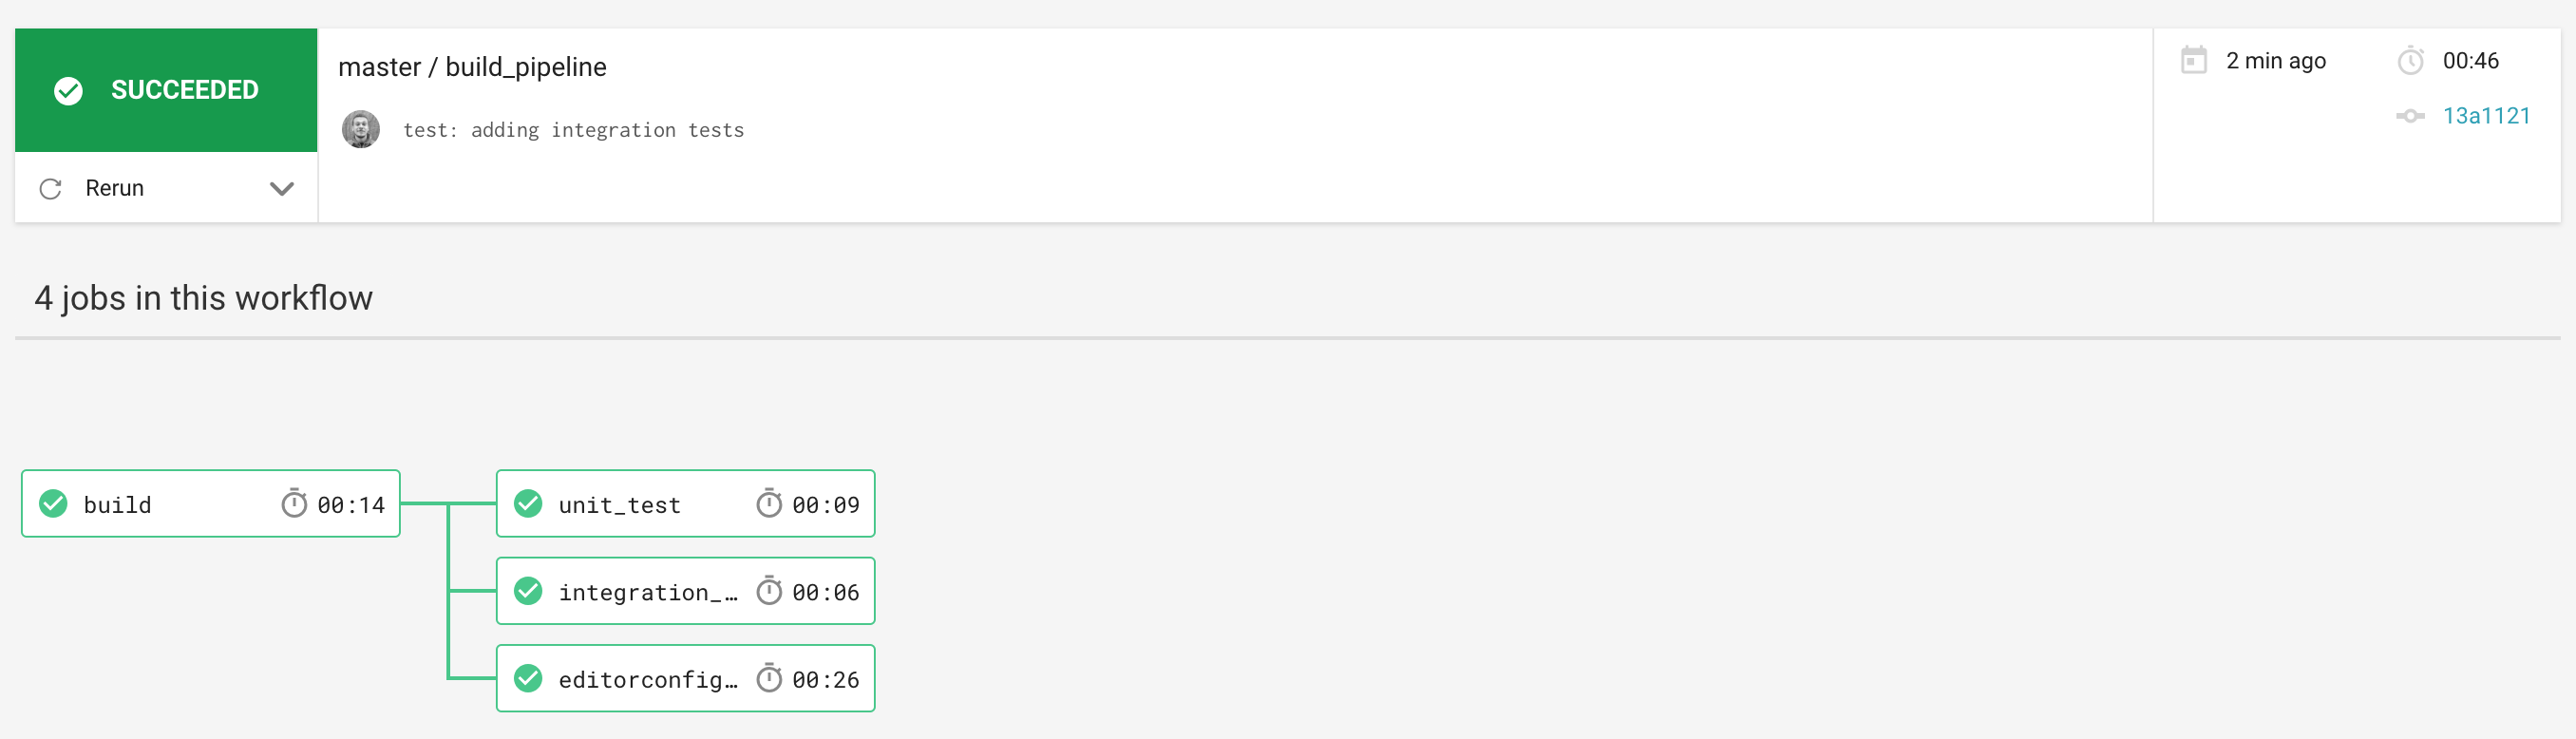 SUCCEEDED
Rerun
master / build_pipeline
test: adding integration tests
2 min ago
00:46
13a1121
4 jobs in this workflow
build 00:14
unit_test 00:09
integration_… 00:06
editorconfig… 00:26